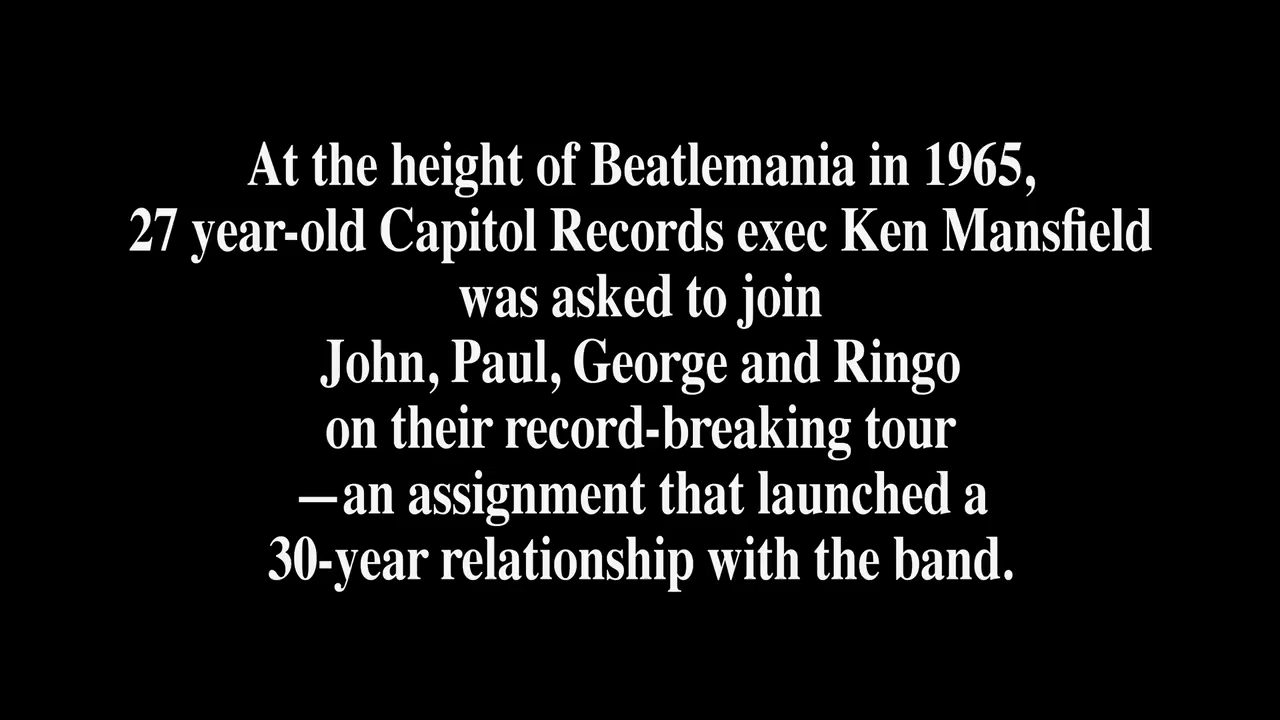 At the height of Beatlemania in 1965,
27 year-old Capitol Records exec Ken Mansfield
was asked to join
John, Paul, George and Ringo
on their record-breaking tour
—an assignment that launched a
30-year relationship with the band.